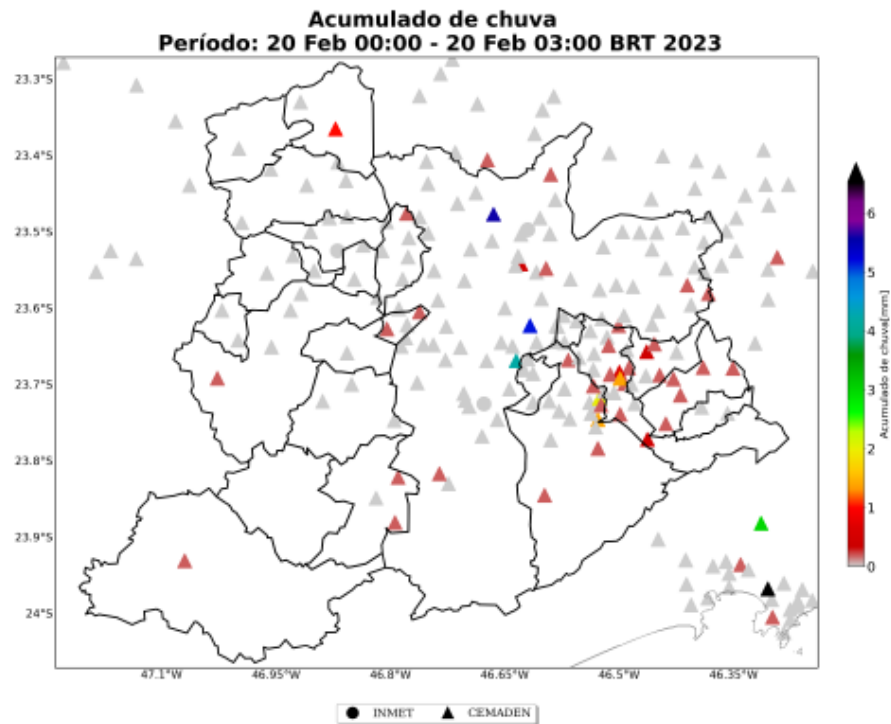 Acumulado de chuva
Período: 20 Feb 00:00 - 20 Feb 03:00 BRT 2023
23.3°S
23.4°S
23.5°S
23.6°S
23.7°S
23.8°S
23.9°S
24°S
47.1°W
46.95°W
46.8°W
46.65°W
46.5°W
46.35°W
6
5
4
3
2
1
0
Acumulado de chuva[mm]
-4
INMET
CEMADEN